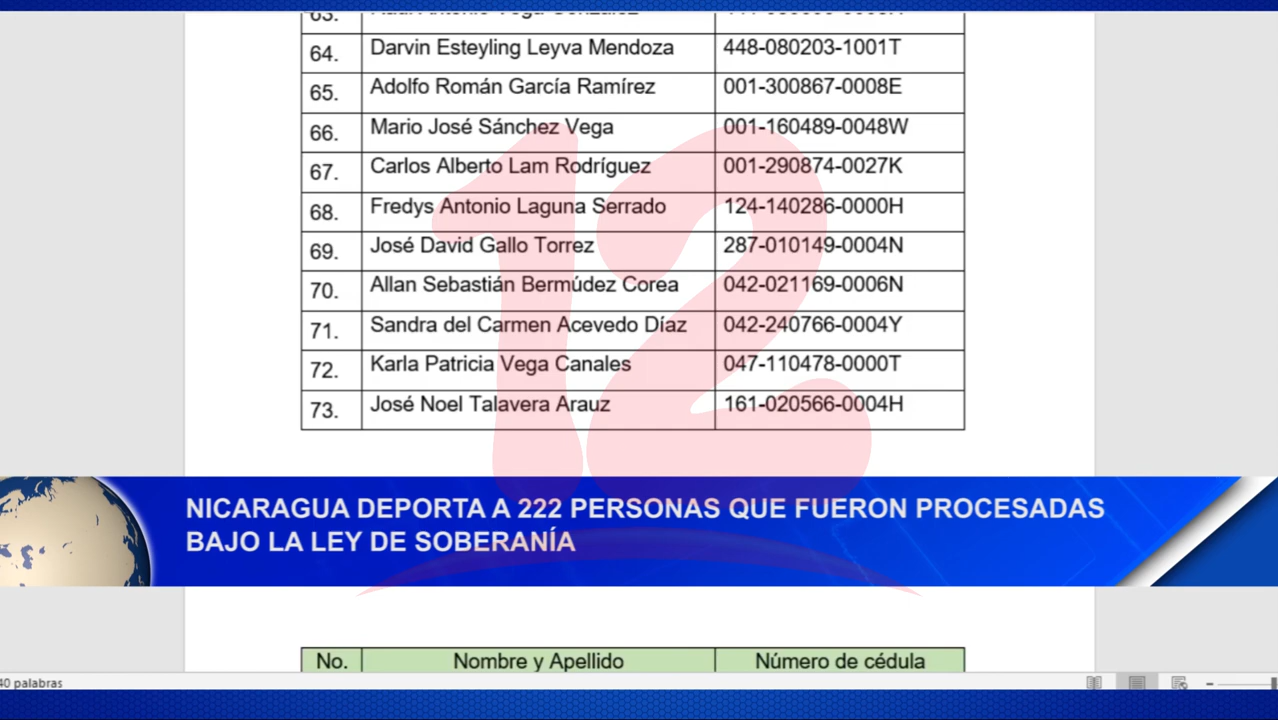 63.
64. Darvin Esteyling Leyva Mendoza 448-080203-1001T
65. Adolfo Román García Ramírez 001-300867-0008E
66. Mario José Sánchez Vega 001-160489-0048W
67. Carlos Alberto Lam Rodríguez 001-290874-0027K
68. Fredys Antonio Laguna Serrado 124-140286-0000H
69. José David Gallo Torrez 287-010149-0004N
70. Allan Sebastián Bermúdez Corea 042-021169-0006N
71. Sandra del Carmen Acevedo Díaz 042-240766-0004Y
72. Karla Patricia Vega Canales 047-110478-0000T
73. José Noel Talavera Arauz 161-020566-0004H
12
NICARAGUA DEPORTA A 222 PERSONAS QUE FUERON PROCESADAS
BAJO LA LEY DE SOBERANÍA
No. Nombre y Apellido Número de cédula
40 palabras